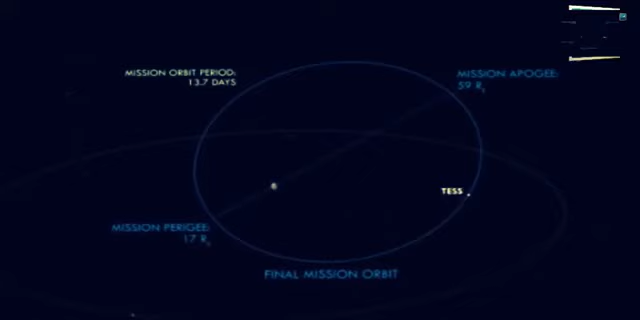 MISSION ORBIT PERIOD:
13.7 DAYS
MISSION APOGEE:
59 R
TESS
MISSION PERIGEE:
17 R
FINAL MISSION ORBIT